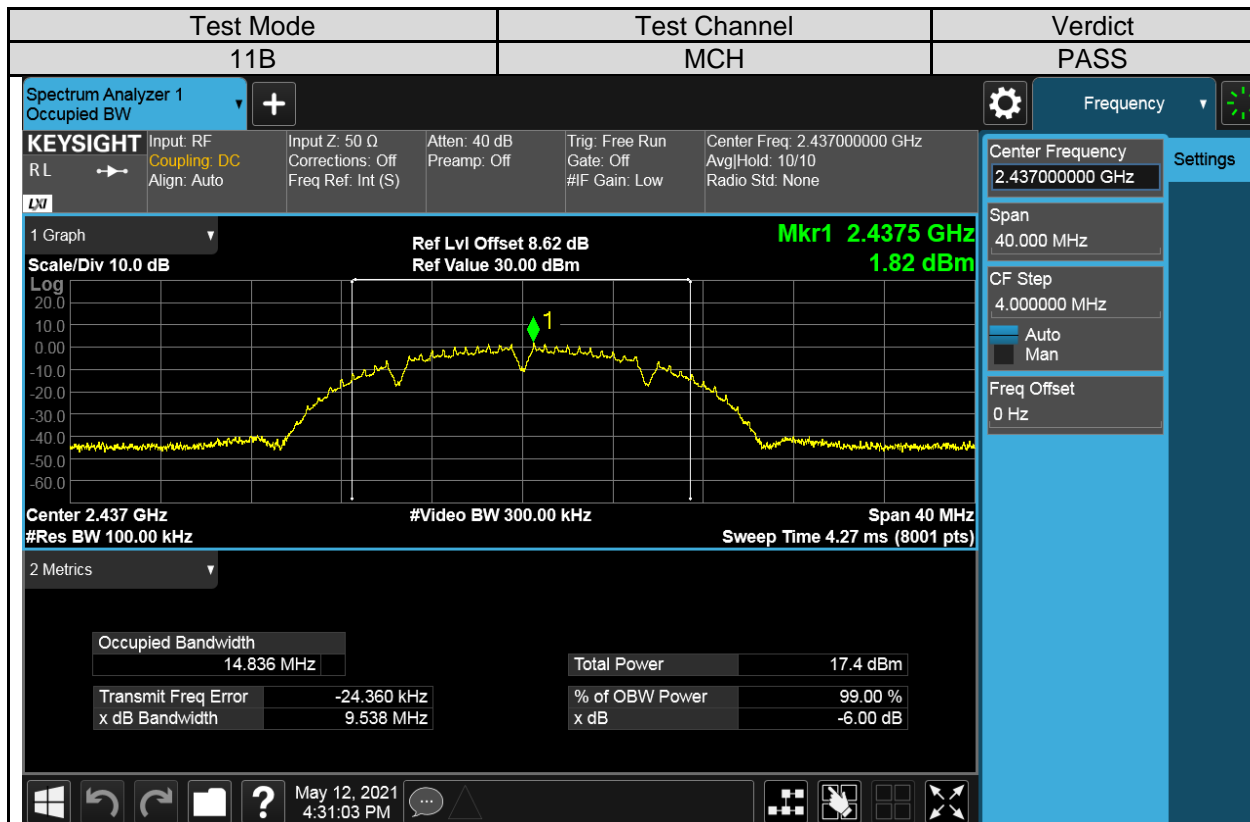 Test Mode Test Channel Verdict
11B MCH PASS
Spectrum Analyzer 1
Occupied BW
+
Frequency
KEYSIGHT Input: RF Input Z: 50 Ω Atten: 40 dB Trig: Free Run Center Freq: 2.437000000 GHz
RL Coupling: DC Corrections: Off Preamp: Off Gate: Off Avg|Hold: 10/10
Align: Auto Freq Ref: Int (S) #IF Gain: Low Radio Std: None
LXI
Center Frequency
2.437000000 GHz
Settings
Span
40.000 MHz
CF Step
4.000000 MHz
Auto
Man
Freq Offset
0 Hz
1 Graph
Ref Lvl Offset 8.62 dB
Mkr1 2.4375 GHz
Scale/Div 10.0 dB
Ref Value 30.00 dBm
1.82 dBm
Log
20.0
10.0
0.00
-10.0
-20.0
-30.0
-40.0
-50.0
-60.0
1
Center 2.437 GHz #Video BW 300.00 kHz Span 40 MHz
#Res BW 100.00 kHz Sweep Time 4.27 ms (8001 pts)
2 Metrics
Occupied Bandwidth
14.836 MHz
Total Power 17.4 dBm
Transmit Freq Error -24.360 kHz
% of OBW Power 99.00 %
x dB Bandwidth 9.538 MHz
x dB -6.00 dB
?
May 12, 2021
4:31:03 PM